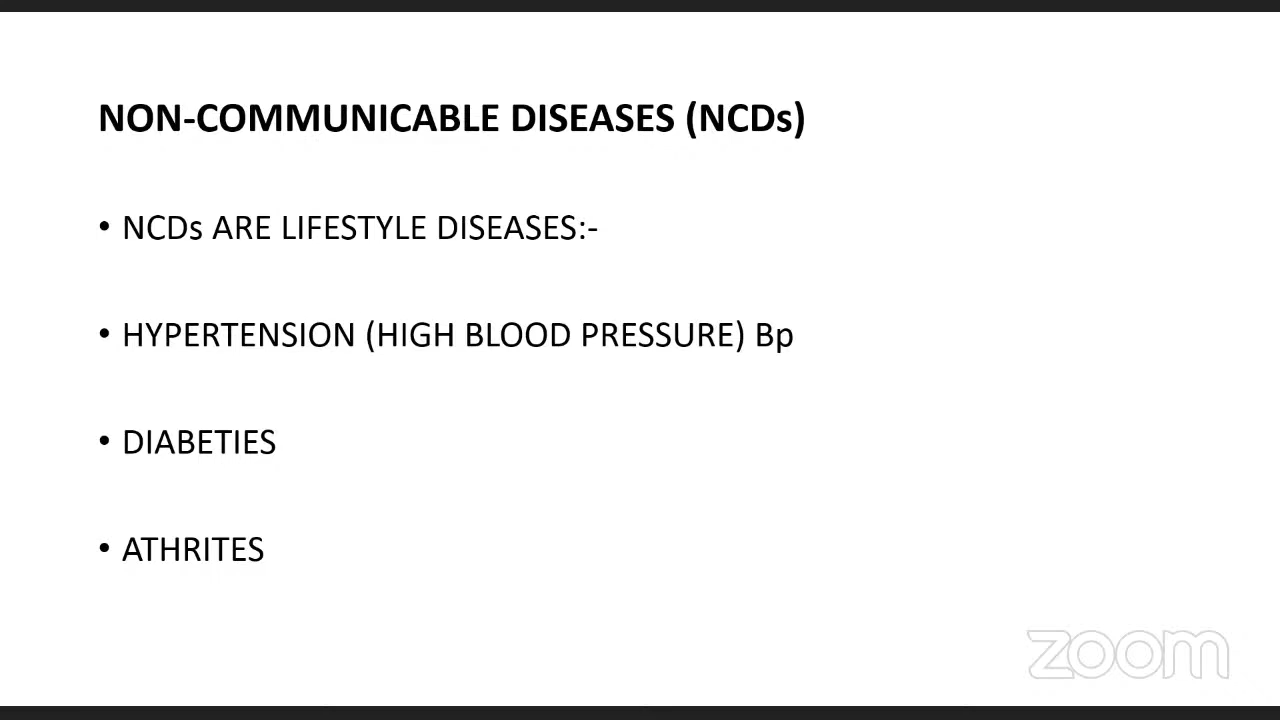 NON-COMMUNICABLE DISEASES (NCDs)
• NCDs ARE LIFESTYLE DISEASES:-
• HYPERTENSION (HIGH BLOOD PRESSURE) Bp
• DIABETIES
• ATHRITES
zoom